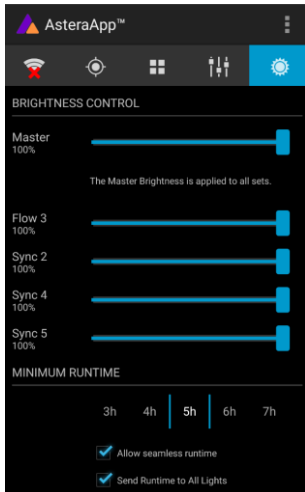 AsteraApp™
BRIGHTNESS CONTROL
Master
100%
The Master Brightness is applied to all sets.
Flow 3
100%
Sync 2
100%
Sync 4
100%
Sync 5
100%
MINIMUM RUNTIME
3h 4h 5h 6h 7h
Allow seamless runtime
Send Runtime to All Lights